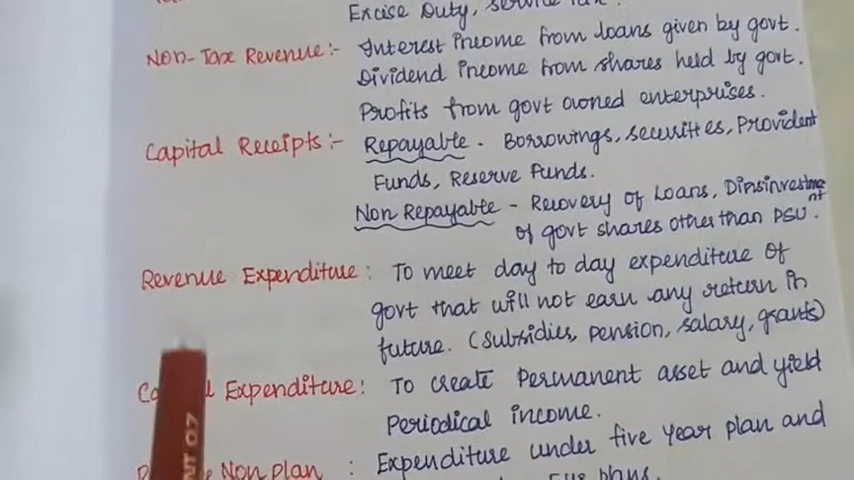 Excise Duty, Service Tax.
Non-Tax Revenue :- Interest income from loans given by govt.
Dividend income from shares held by govt.
Profits from govt owned enterprises.
Capital Receipts :- Repayable - Borrowings, securities, Provident
Funds, Reserve Funds.
Non Repayable - Recovery of Loans, Dinsinvestment
of govt shares other than PSU.
Revenue Expenditure : To meet day to day expenditure of
govt that will not earn any return in
future. (Subsidies, pension, salary, grants)
Expenditure : To create Permanent asset and yield
Periodical income.
Non plan : Expenditure under five year plan and
plans.
NT 07